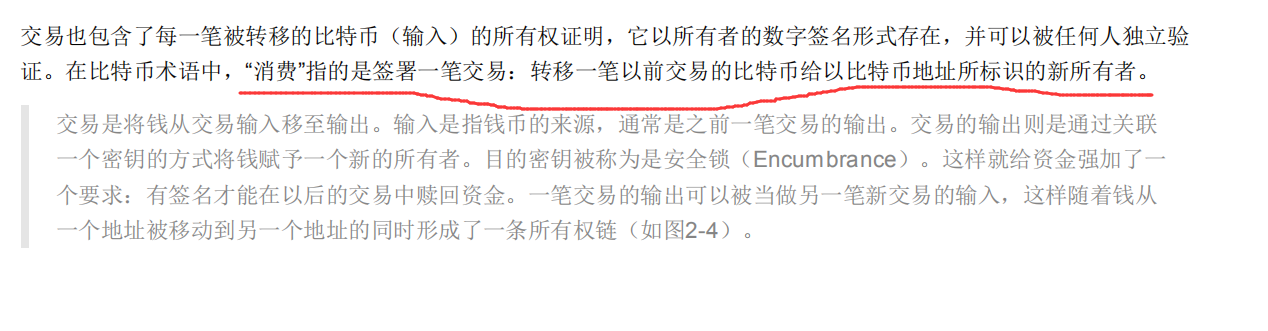 交易也包含了每一笔被转移的比特币（输入）的所有权证明，它以所有者的数字签名形式存在，并可以被任何人独立验
证。在比特币术语中，“消费”指的是签署一笔交易：转移一笔以前交易的比特币给以比特币地址所标识的新所有者。
交易是将钱从交易输入移至输出。输入是指钱币的来源，通常是之前一笔交易的输出。交易的输出则是通过关联
一个密钥的方式将钱赋予一个新的所有者。目的密钥被称为是安全锁（Encumbrance）。这样就给资金强加了一
个要求：有签名才能在以后的交易中赎回资金。一笔交易的输出可以被当做另一笔新交易的输入，这样随着钱从
一个地址被移动到另一个地址的同时形成了一条所有权链（如图2-4）。